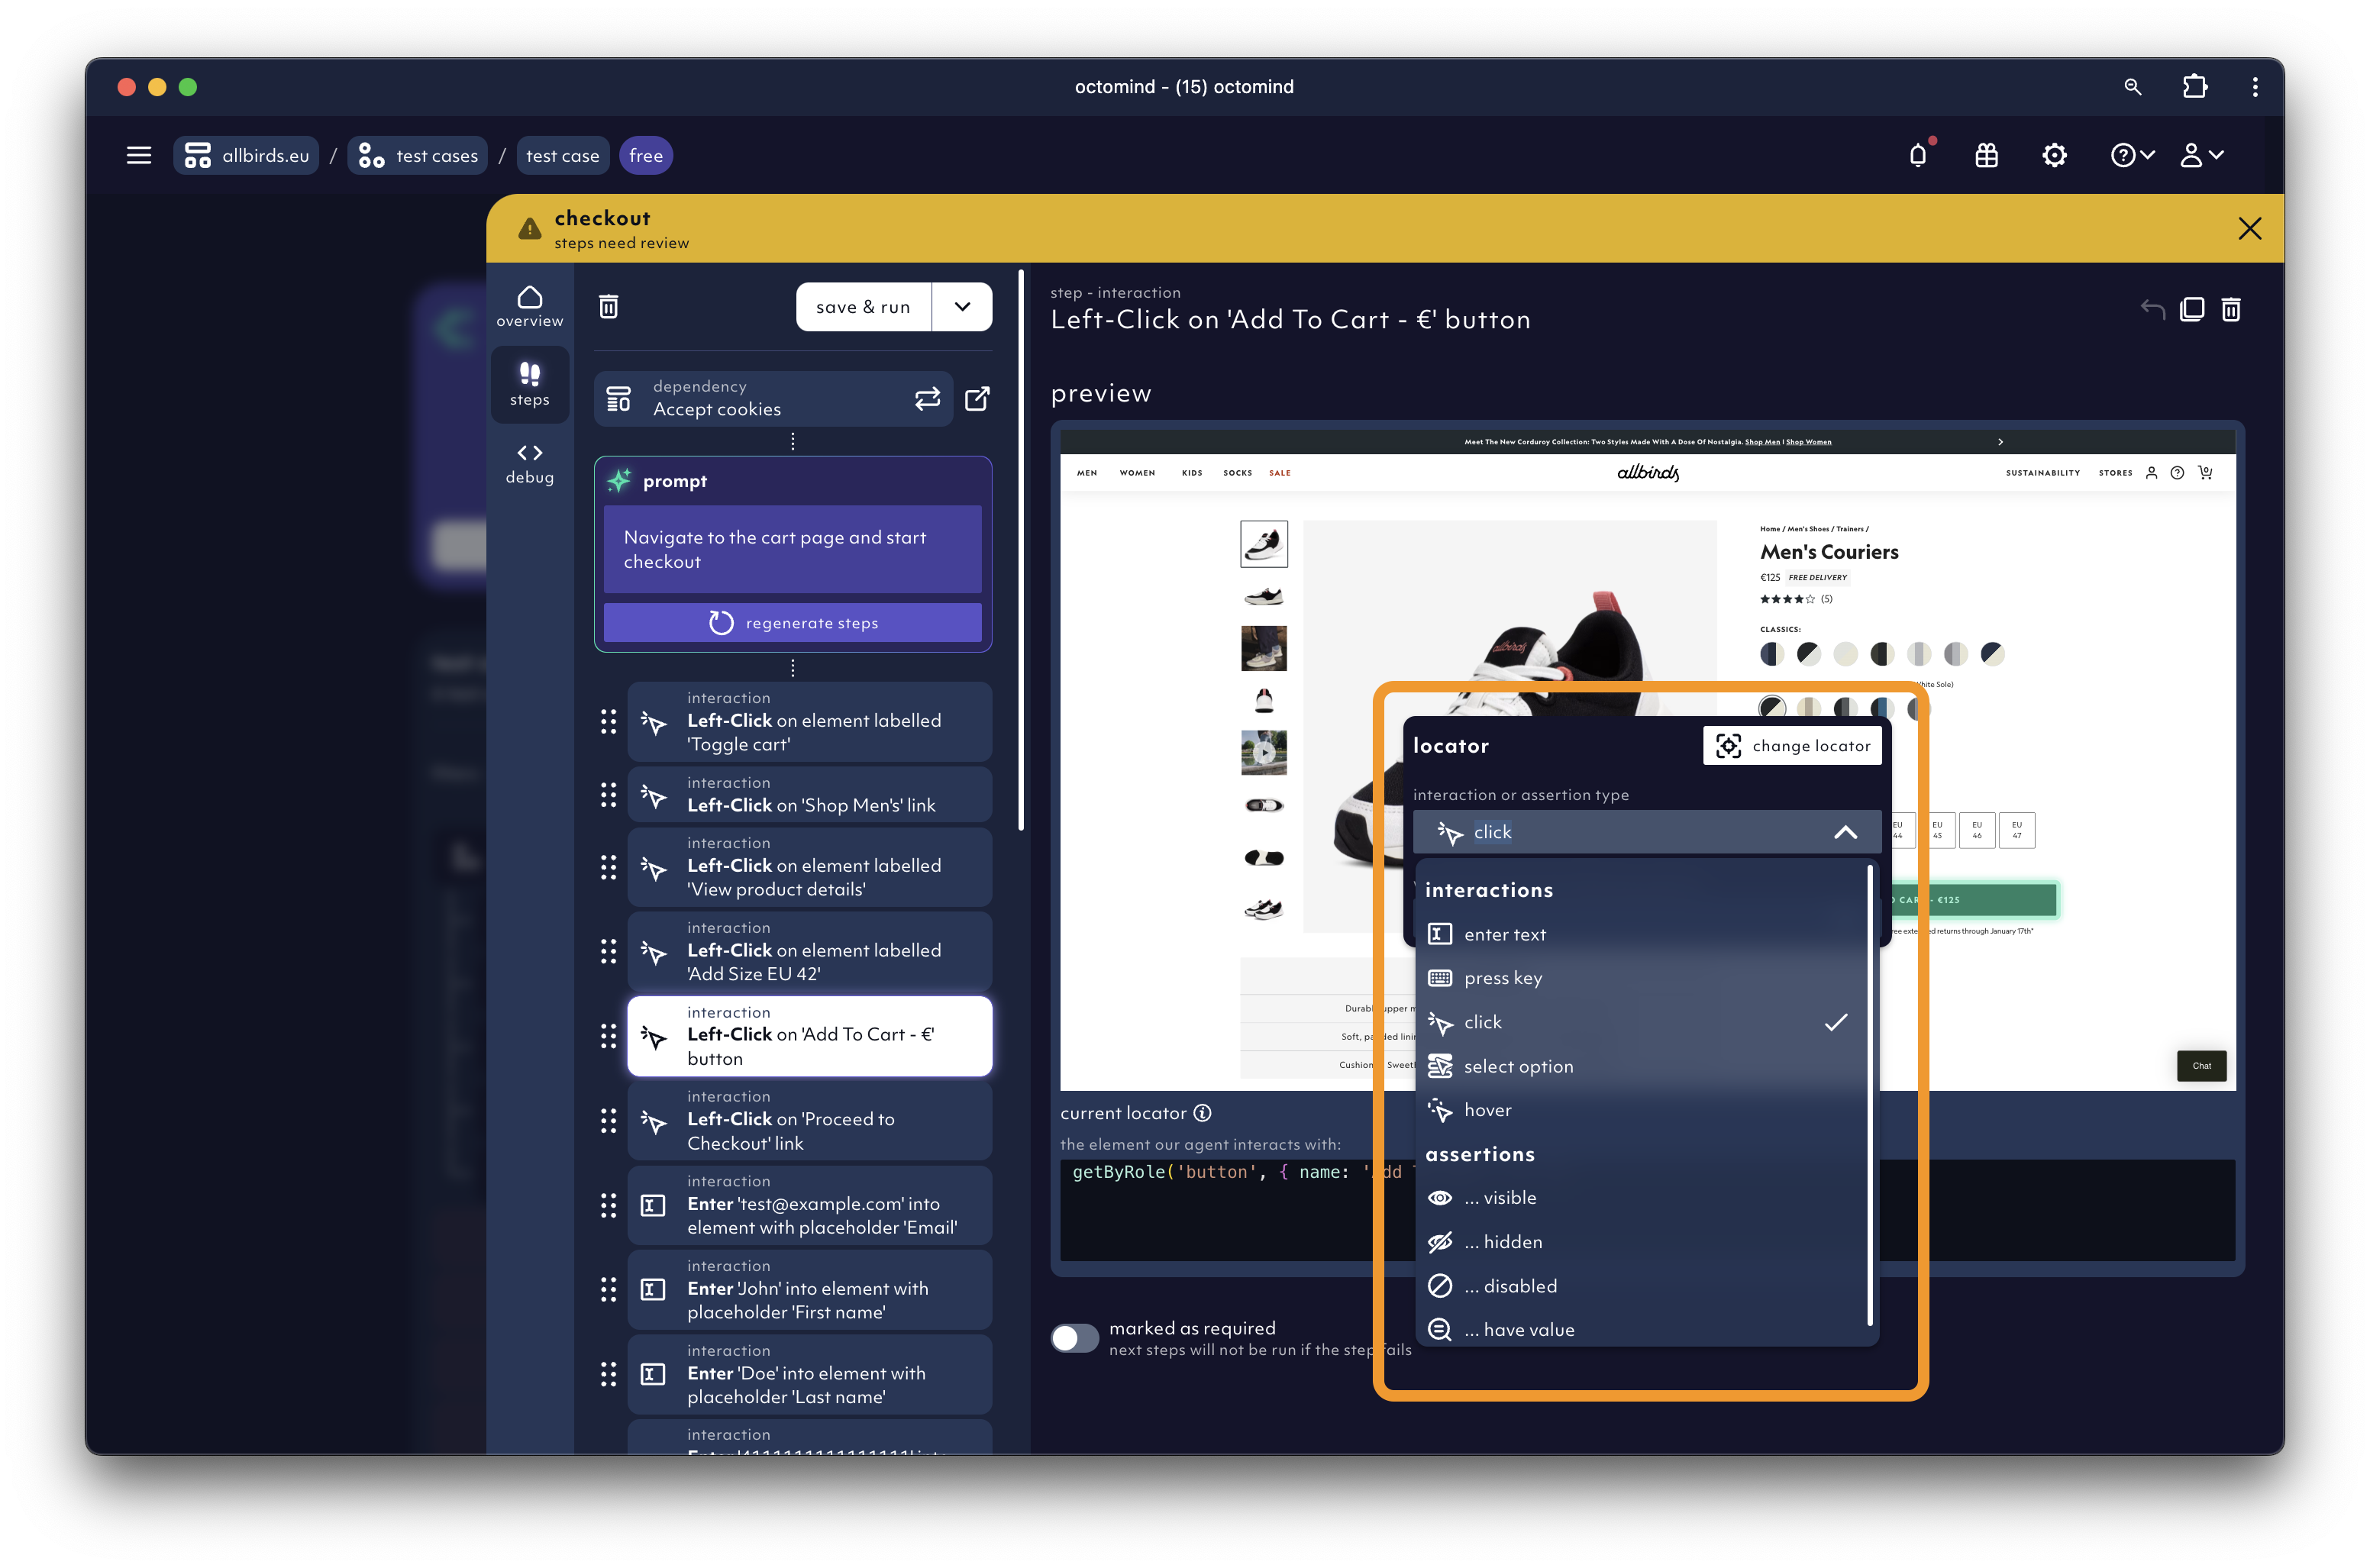 octomind - (15) octomind
allbirds.eu / test cases / test case free
checkout
steps need review
overview
steps
debug
save & run
dependency
Accept cookies
prompt
Navigate to the cart page and start
checkout
regenerate steps
interaction
Left-Click on element labelled
'Toggle cart'
interaction
Left-Click on 'Shop Men's' link
interaction
Left-Click on element labelled
'View product details'
interaction
Left-Click on element labelled
'Add Size EU 42'
interaction
Left-Click on 'Add To Cart - €'
button
interaction
Left-Click on 'Proceed to
Checkout' link
interaction
Enter 'test@example.com' into
element with placeholder 'Email'
interaction
Enter 'John' into element with
placeholder 'First name'
interaction
Enter 'Doe' into element with
placeholder 'Last name'
interaction
step - interaction
Left-Click on 'Add To Cart - €' button
preview
Meet The New Corduroy Collection: Two Styles Made With A Dose Of Nostalgia. Shop Men | Shop Women
MEN WOMEN KIDS SOCKS SALE
allbirds
SUSTAINABILITY STORES
Home / Men's Shoes / Trainers /
Men's Couriers
€125 FREE DELIVERY
(5)
CLASSICS:
White Sole)
allbirds
EU 44
EU 45
EU 46
EU 47
CAR - €125
returns through January 17th*
Soft,
Chat
locator
change locator
interaction or assertion type
click
interactions
enter text
press key
click
select option
hover
assertions
... visible
... hidden
... disabled
... have value
current locator
the element our agent interacts with:
getByRole('button', { name: 'Add
marked as required
next steps will not be run if the step fails